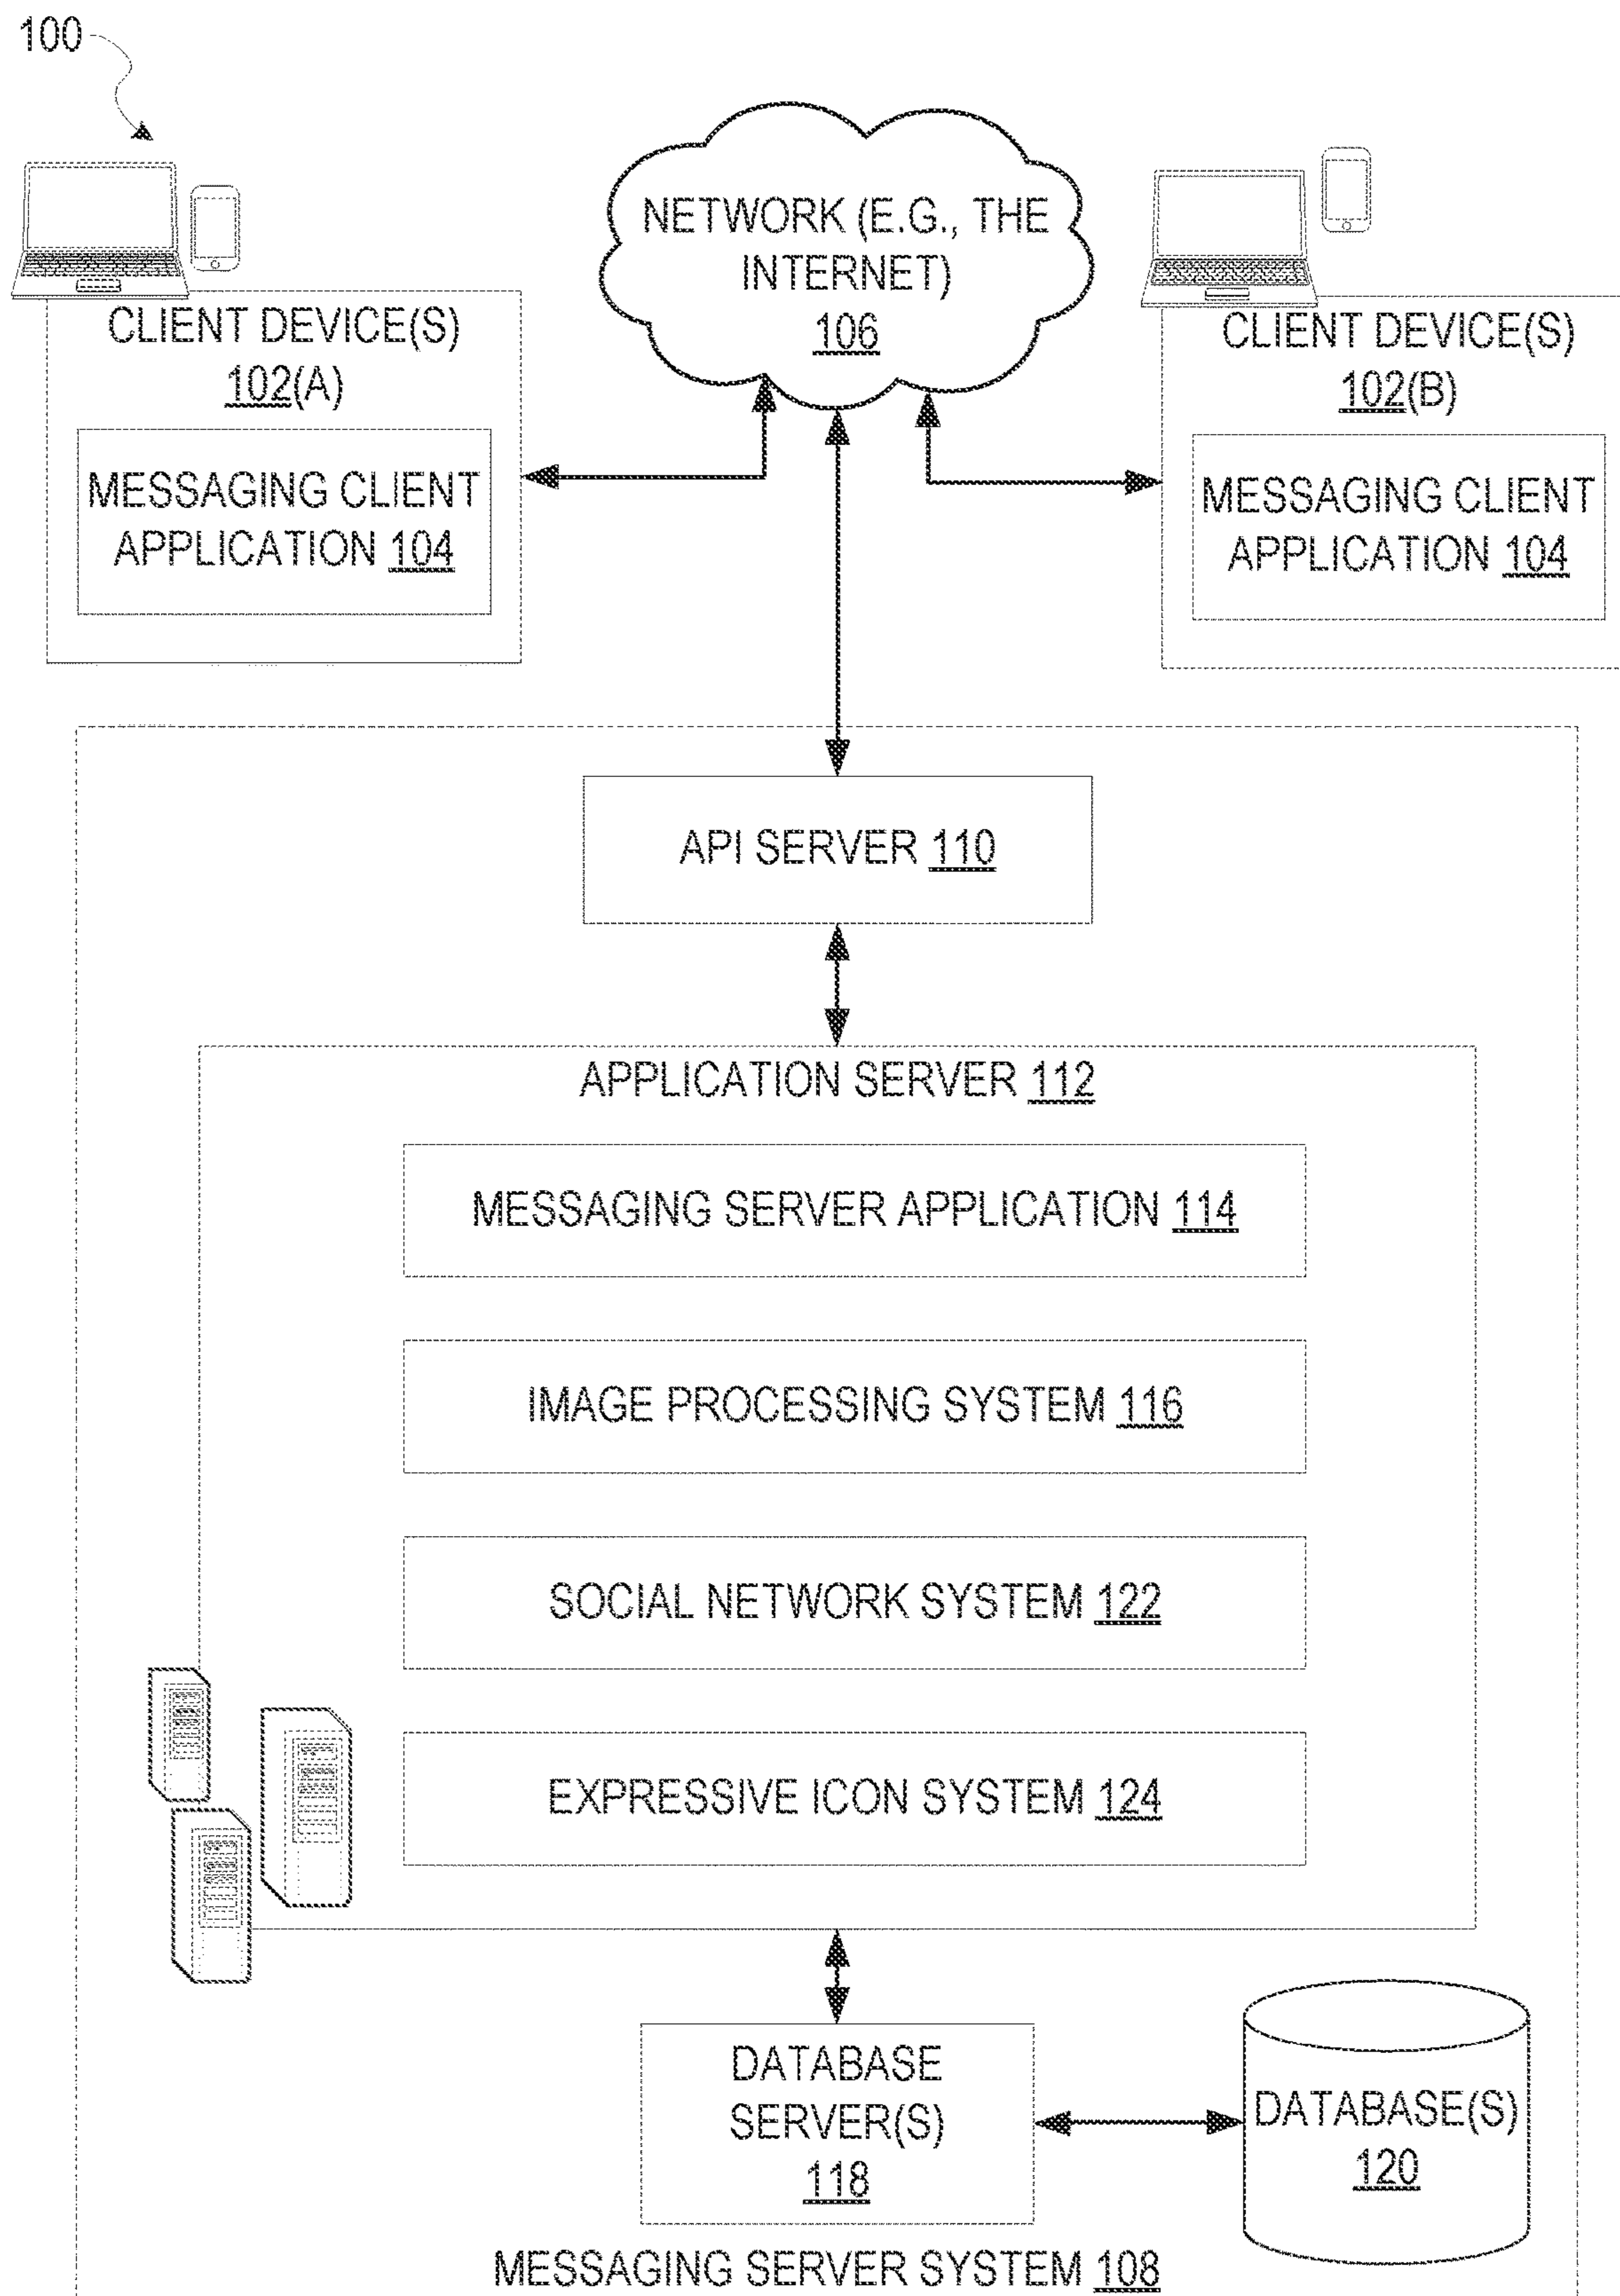 100
NETWORK (E.G., THE
INTERNET)
106
CLIENT DEVICE(S)
102(A)
MESSAGING CLIENT
APPLICATION 104
CLIENT DEVICE(S)
102(B)
MESSAGING CLIENT
APPLICATION 104
API SERVER 110
APPLICATION SERVER 112
MESSAGING SERVER APPLICATION 114
IMAGE PROCESSING SYSTEM 116
SOCIAL NETWORK SYSTEM 122
EXPRESSIVE ICON SYSTEM 124
DATABASE
SERVER(S)
118
DATABASE(S)
120
MESSAGING SERVER SYSTEM 108